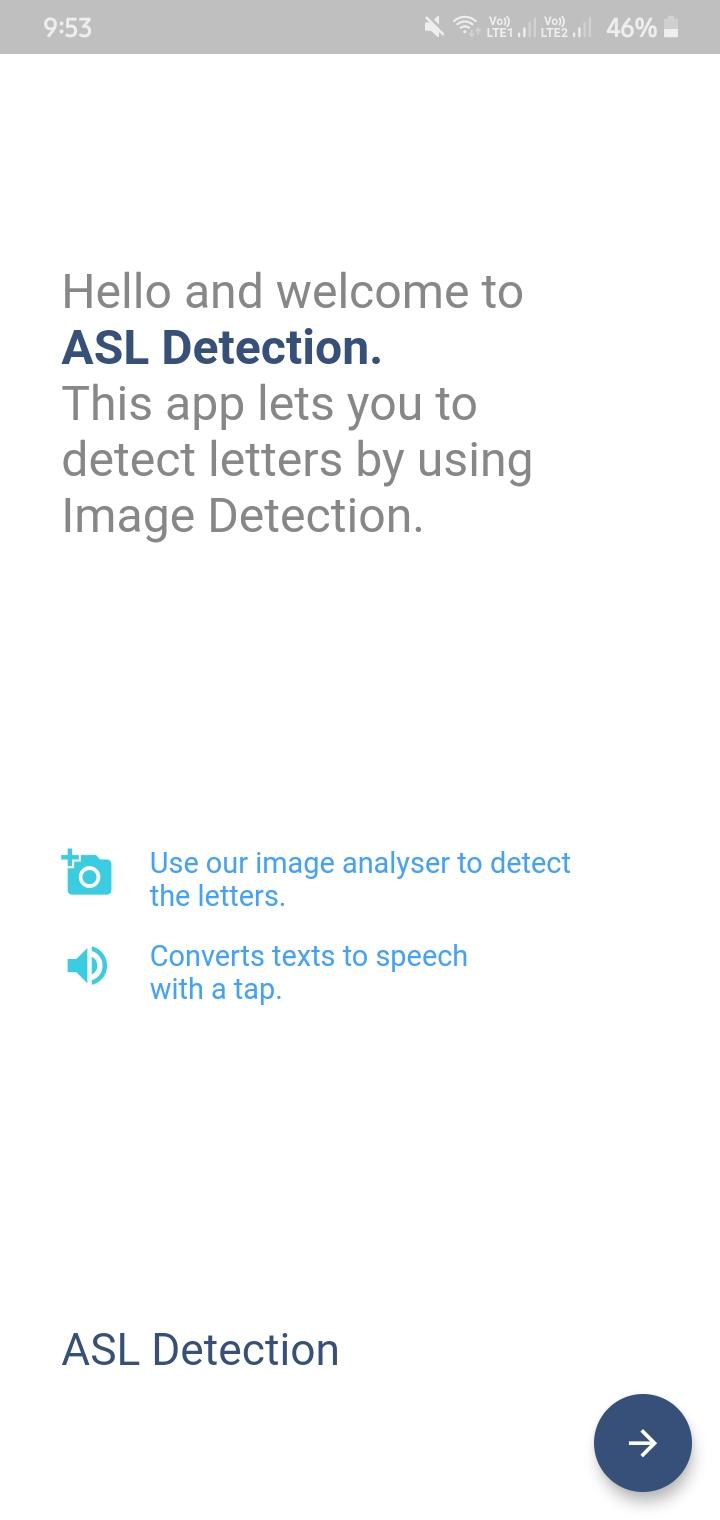 9:53
Vo)) LTE1 Vo)) LTE2 46%
Hello and welcome to
ASL Detection.
This app lets you to
detect letters by using
Image Detection.
Use our image analyser to detect
the letters.
Converts texts to speech
with a tap.
ASL Detection